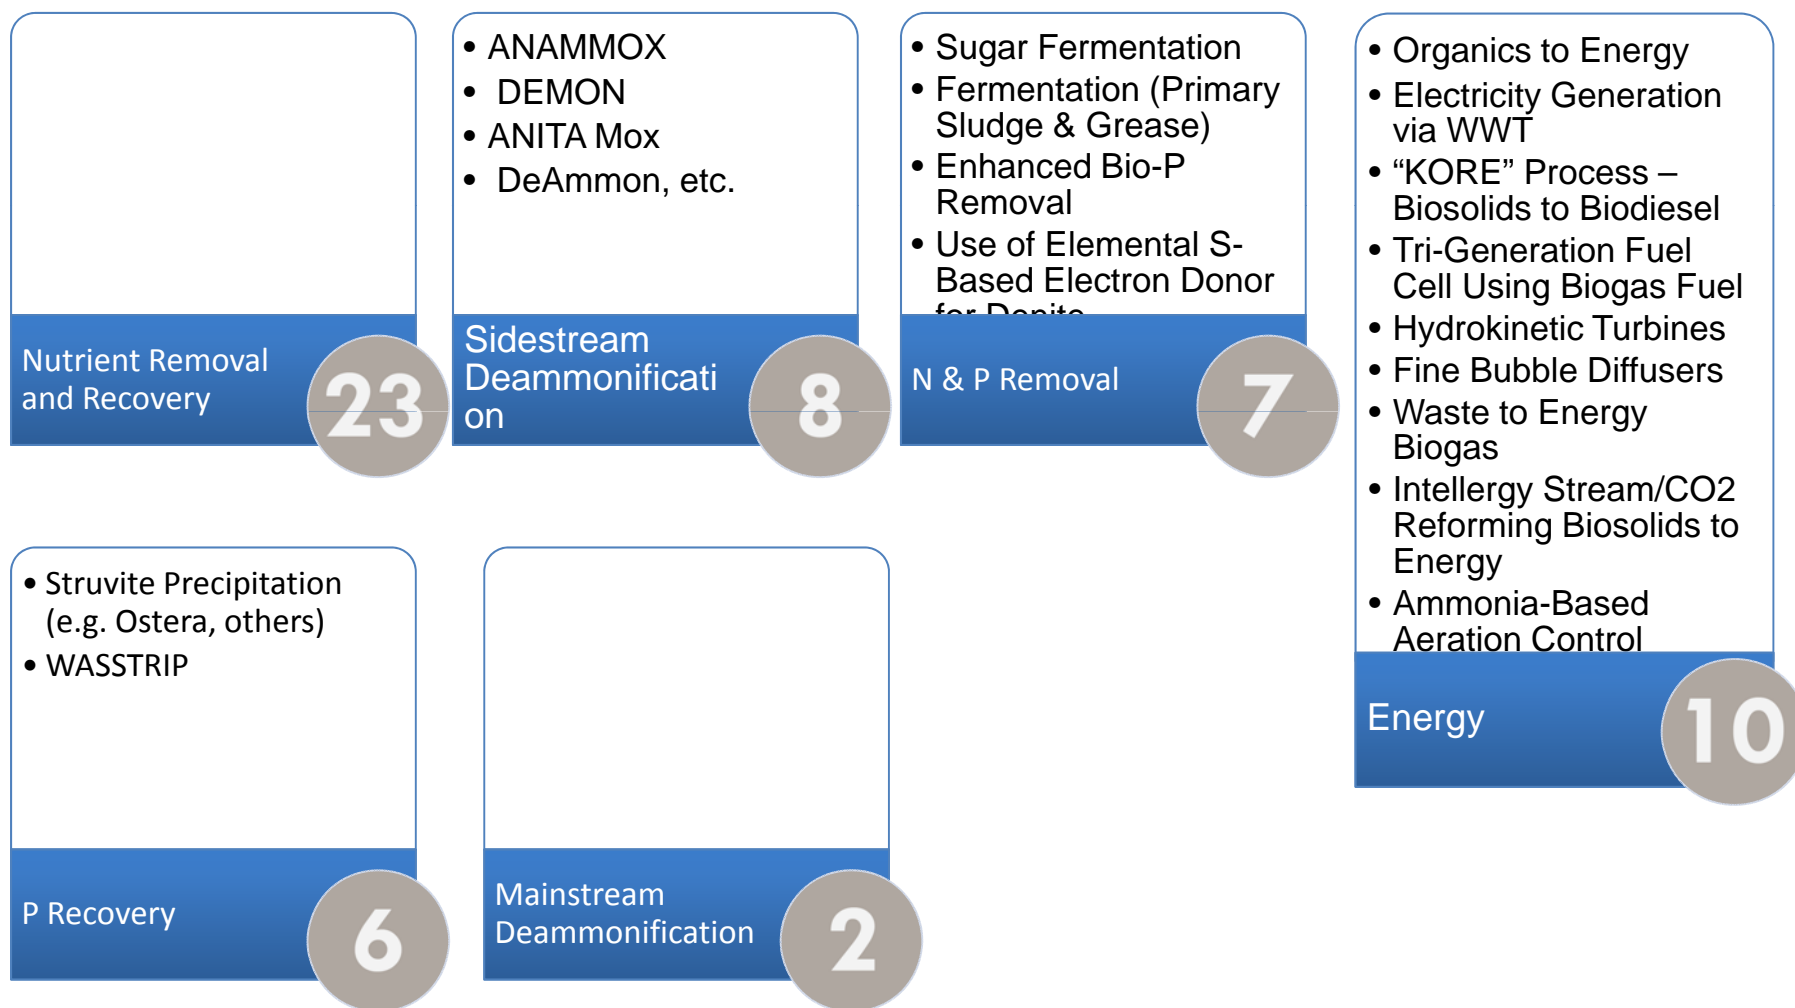 Nutrient Removal
and Recovery
23
• ANAMMOX
• DEMON
• ANITA Mox
• DeAmmon, etc.
Sidestream
Deammonificati
on
8
• Sugar Fermentation
• Fermentation (Primary
Sludge & Grease)
• Enhanced Bio-P
Removal
• Use of Elemental S-
Based Electron Donor
for Denite
N & P Removal
7
• Organics to Energy
• Electricity Generation
via WWT
• “KORE” Process –
Biosolids to Biodiesel
• Tri-Generation Fuel
Cell Using Biogas Fuel
• Hydrokinetic Turbines
• Fine Bubble Diffusers
• Waste to Energy
Biogas
• Intellergy Stream/CO2
Reforming Biosolids to
Energy
• Ammonia-Based
Aeration Control
Energy
10
• Struvite Precipitation
(e.g. Ostera, others)
• WASSTRIP
P Recovery
6
Mainstream
Deammonification
2